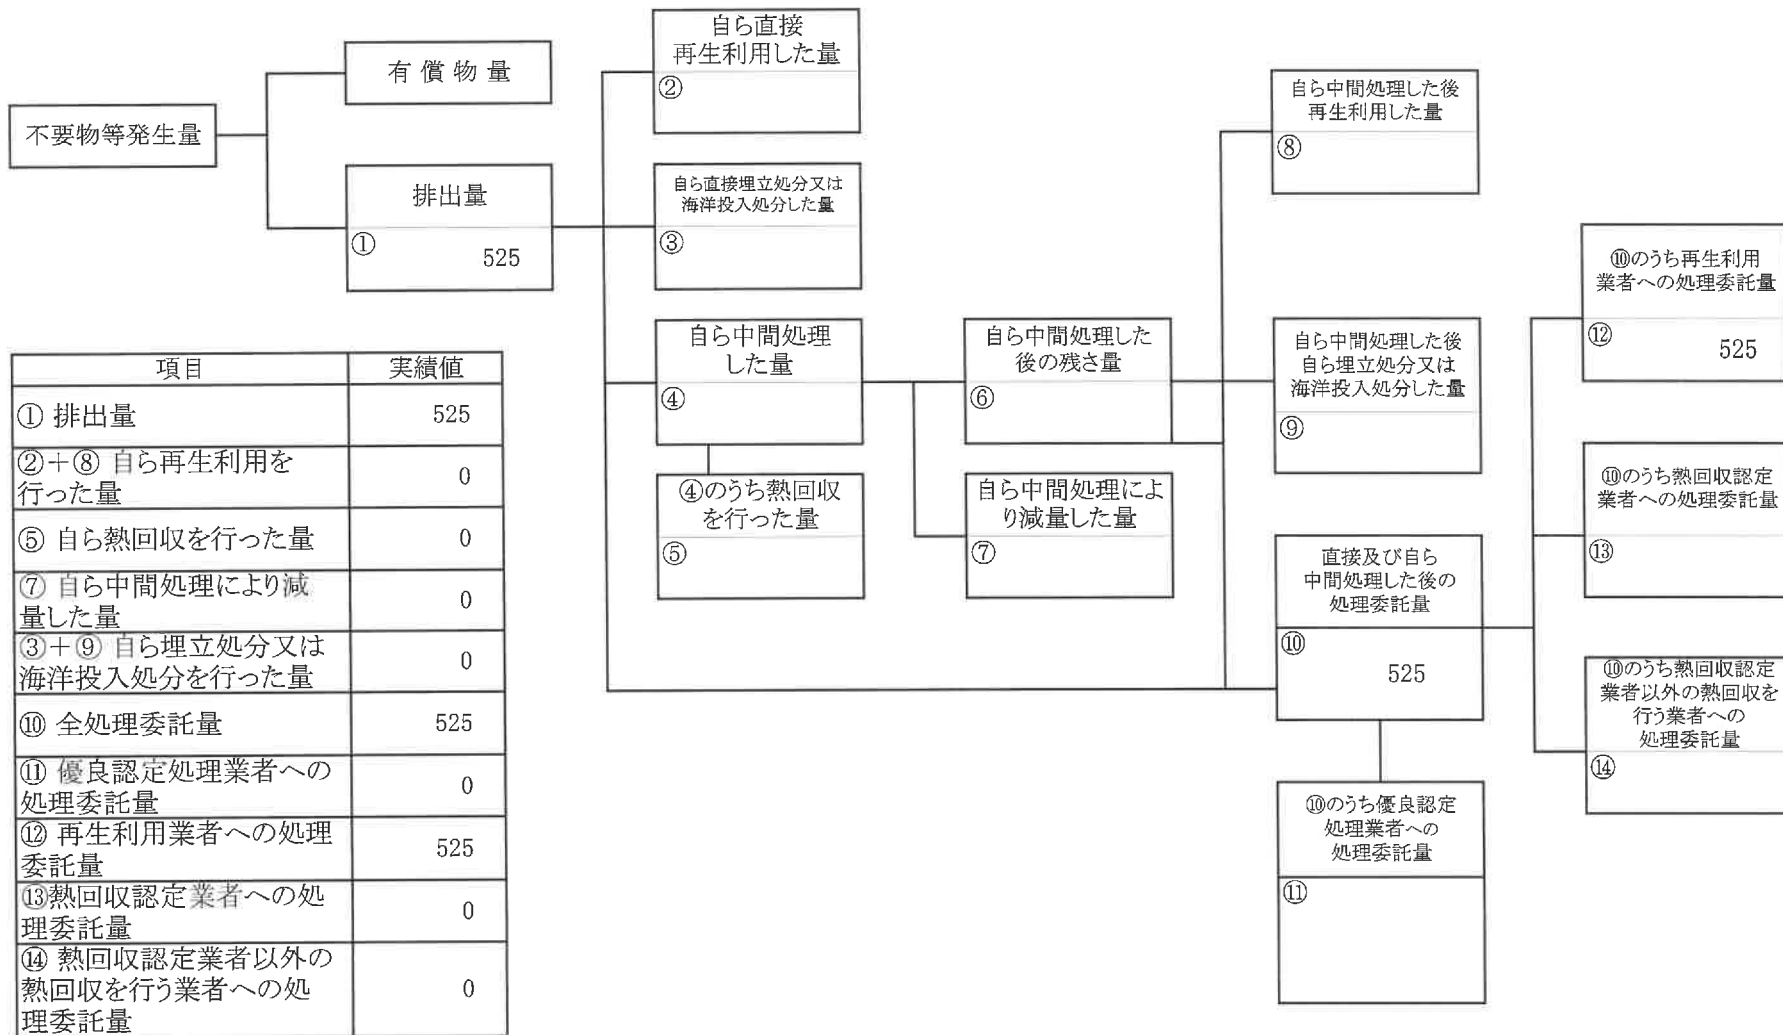 不要物等発生量
有償物量
排出量
①
525
自ら直接
再生利用した量
②
自ら直接埋立処分又は
海洋投入処分した量
③
自ら中間処理
した量
④
④のうち熱回収
を行った量
⑤
自ら中間処理した
後の残さ量
⑥
自ら中間処理によ
り減量した量
⑦
自ら中間処理した後
再生利用した量
⑧
自ら中間処理した後
自ら埋立処分又は
海洋投入処分した量
⑨
直接及び自ら
中間処理した後の
処理委託量
⑩
525
⑩のうち優良認定
処理業者への
処理委託量
⑪
⑩のうち再生利用
業者への処理委託量
⑫
525
⑩のうち熱回収認定
業者への処理委託量
⑬
⑩のうち熱回収認定
業者以外の熱回収を
行う業者への
処理委託量
⑭
項目 実績値
① 排出量 525
②+⑧ 自ら再生利用を
行った量 0
⑤ 自ら熱回収を行った量 0
⑦ 自ら中間処理により減
量した量 0
③+⑨ 自ら埋立処分又は
海洋投入処分を行った量 0
⑩ 全処理委託量 525
⑪ 優良認定処理業者への
処理委託量 0
⑫ 再生利用業者への処理
委託量 525
⑬熱回収認定業者への処
理委託量 0
⑭ 熱回収認定業者以外の
熱回収を行う業者への処
理委託量 0